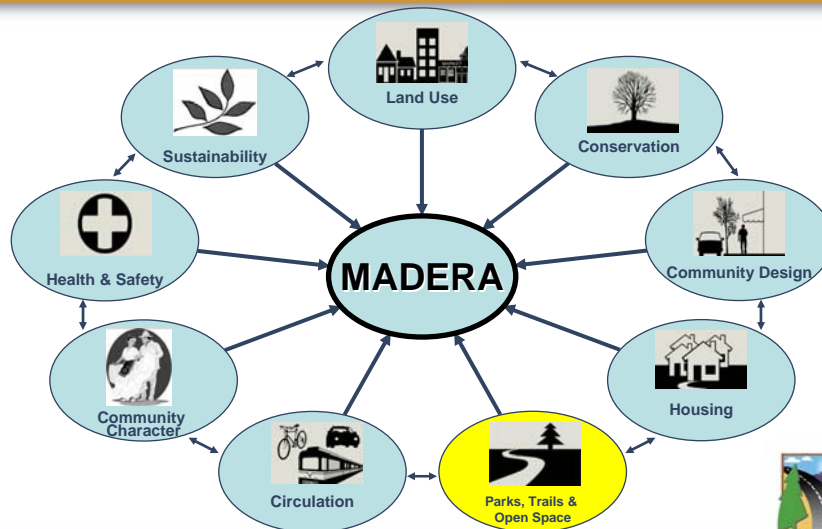 Land Use
Sustainability
Conservation
Health & Safety
MADERA
Community Design
Community
Character
Housing
Circulation
Parks, Trails &
Open Space